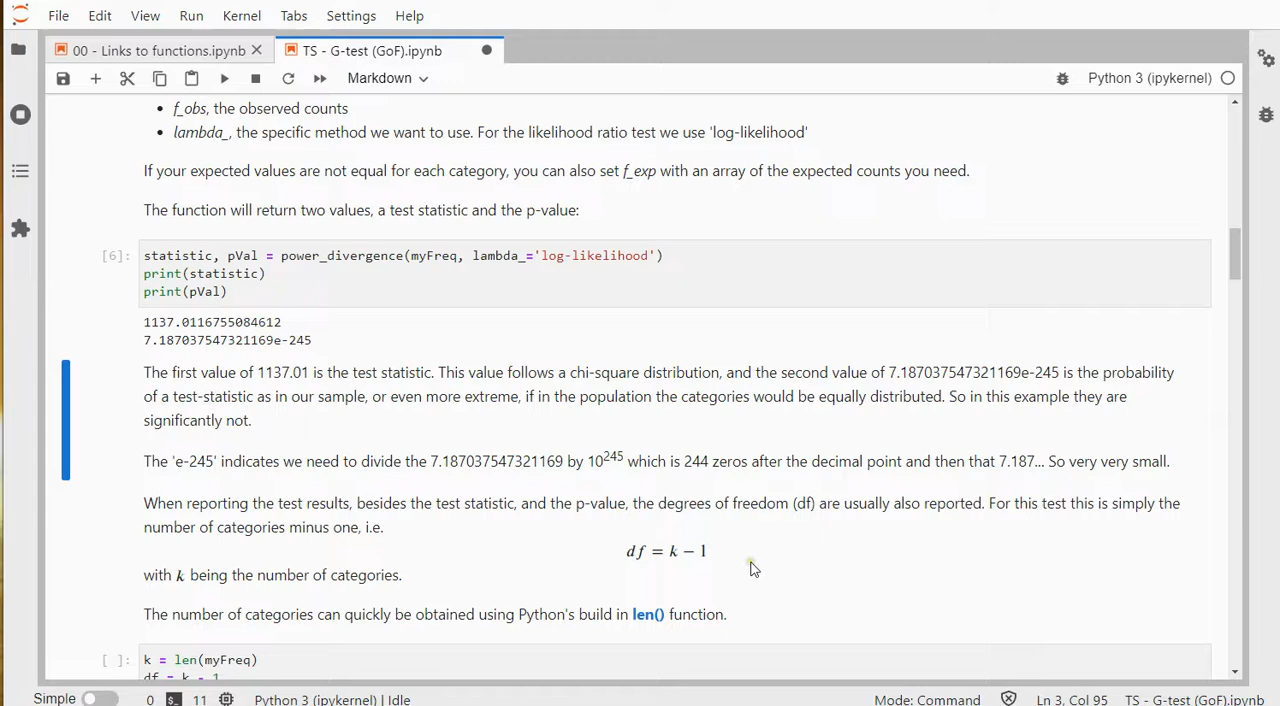 File Edit View Run Kernel Tabs Settings Help
00 - Links to functions.ipynb TS - G-test (GoF).ipynb
Markdown Python 3 (ipykernel)
• f_obs, the observed counts
• lambda_, the specific method we want to use. For the likelihood ratio test we use 'log-likelihood'
If your expected values are not equal for each category, you can also set f_exp with an array of the expected counts you need.
The function will return two values, a test statistic and the p-value:
[6]: statistic, pVal = power_divergence(myFreq, lambda_='log-likelihood')
print(statistic)
print(pVal)
1137.0116755084612
7.187037547321169e-245
The first value of 1137.01 is the test statistic. This value follows a chi-square distribution, and the second value of 7.187037547321169e-245 is the probability
of a test-statistic as in our sample, or even more extreme, if in the population the categories would be equally distributed. So in this example they are
significantly not.
The 'e-245' indicates we need to divide the 7.187037547321169 by 10²⁴⁵ which is 244 zeros after the decimal point and then that 7.187... So very very small.
When reporting the test results, besides the test statistic, and the p-value, the degrees of freedom (df) are usually also reported. For this test this is simply the
number of categories minus one, i.e.
df = k − 1
with k being the number of categories.
The number of categories can quickly be obtained using Python's build in len() function.
[ ]: k = len(myFreq)
df = k - 1
Simple 0 $_ 11 Python 3 (ipykernel) | Idle Mode: Command Ln 3, Col 95 TS - G-test (GoF).ipynb